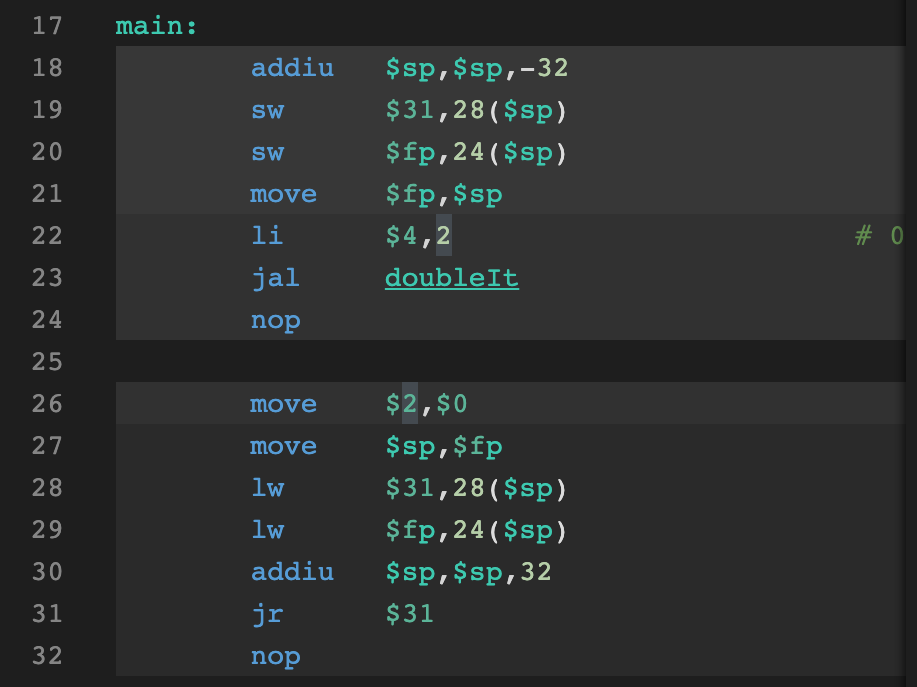 17 main:
18 addiu $sp,$sp,-32
19 sw $31,28($sp)
20 sw $fp,24($sp)
21 move $fp,$sp
22 li $4,2 # 0
23 jal doubleIt
24 nop
25
26 move $2,$0
27 move $sp,$fp
28 lw $31,28($sp)
29 lw $fp,24($sp)
30 addiu $sp,$sp,32
31 jr $31
32 nop